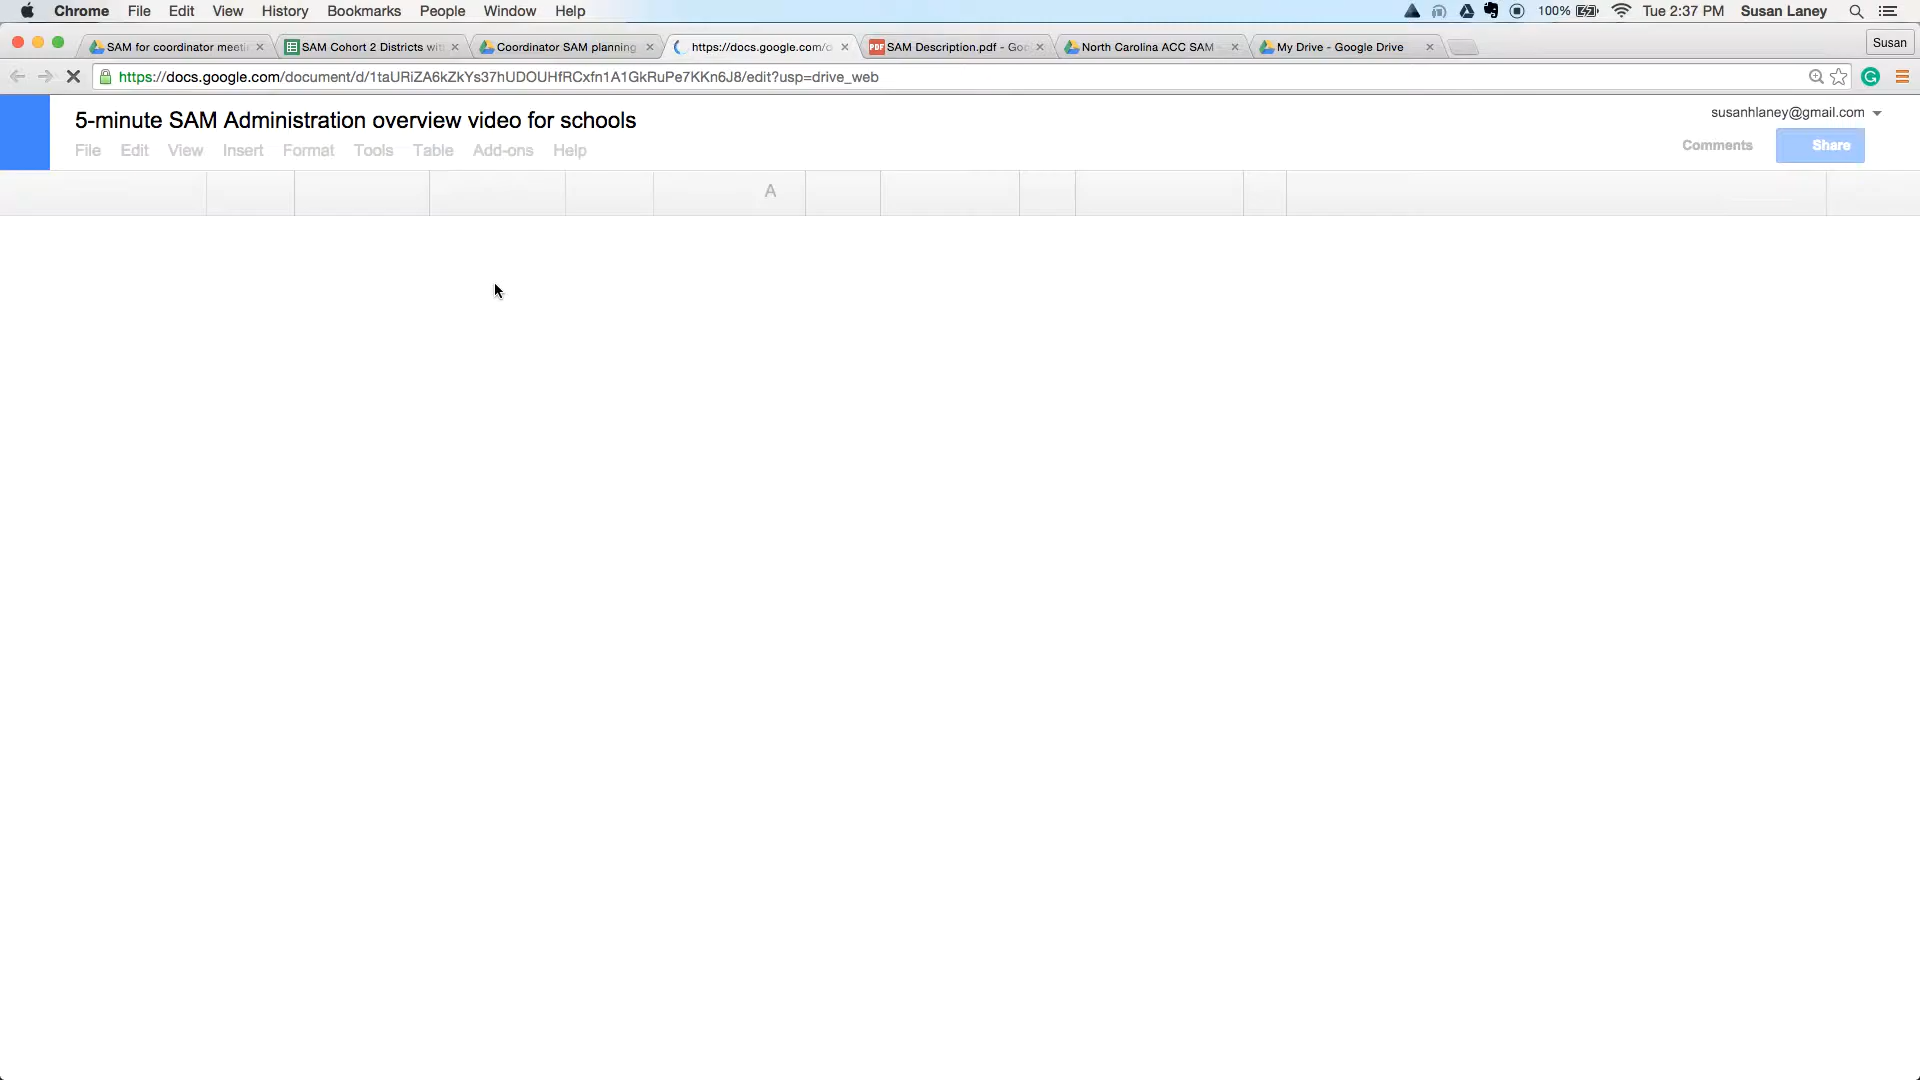 Chrome File Edit View History Bookmarks People Window Help 100% Tue 2:37 PM Susan Laney
SAM for coordinator meeti SAM Cohort 2 Districts wit Coordinator SAM planning https://docs.google.com/d SAM Description.pdf - Goo North Carolina ACC SAM My Drive - Google Drive Susan
https://docs.google.com/document/d/1taURiZA6kZkYs37hUDOUHfRCxfn1A1GkRuPe7KKn6J8/edit?usp=drive_web
5-minute SAM Administration overview video for schools susanhlaney@gmail.com
File Edit View Insert Format Tools Table Add-ons Help Comments Share
A